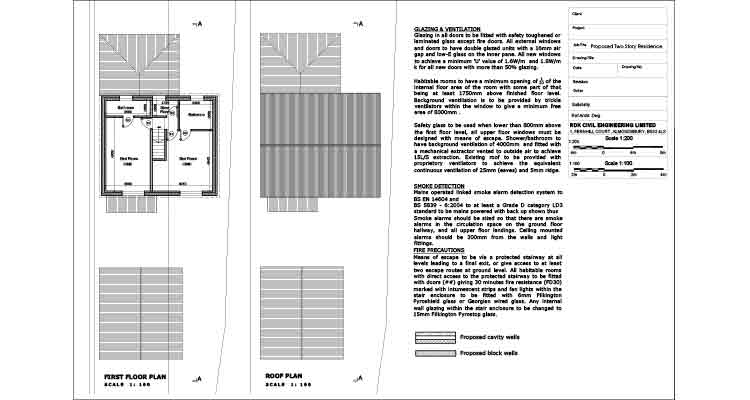 A
A
GLAZING & VENTILATION
Glazing in all doors to be fitted with safety toughened or
laminated glass except fire doors. All external windows
and doors to have double glazed units with a 16mm air
gap and low-E glass on the inner pane. All new windows
to achieve a minimum 'U' value of 1.6W/m and 1.8W/m
k for all new doors with more than 50% glazing.
Habitable rooms to have a minimum opening of 1/20 of the
internal floor area of the room with some part of that
being at least 1750mm above finished floor level.
Background ventilation is to be provided by trickle
ventilators within the window to give a minimum free
area of 8000mm .
Safety glass to be used when lower than 800mm above
the first floor level, all upper floor windows must be
designed with means of escape. Shower/bathroom to
have background ventilation of 4000mm and fitted with
a mechanical extractor vented to outside air to achieve
15L/S extraction. Existing roof to be provided with
proprietory ventilators to achieve the equivalent
continuous ventilation of 25mm (eaves) and 5mm ridge.
SMOKE DETECTION
Mains operated linked smoke alarm detection system to
BS EN 14604 and
BS 5839 - 6:2004 to at least a Grade D category LD3
standard to be mains powered with back up shown thus
Smoke alarms should be sited so that there are smoke
alarms in the circulation space on the ground floor
hallway, and all upper floor landings. Ceiling mounted
alarms should be 300mm from the walls and light
fittings.
FIRE PRECAUTIONS
Means of escape to be via a protected stairway at all
levels leading to a final exit, or give access to at least
two escape routes at ground level. All habitable rooms
with direct access to the protected stairway to be fitted
with doors (##) giving 30 minutes fire resistance (FD30)
marked with intumescent strips and fan lights within the
stair enclosure to be fitted with 6mm Pilkington
Pyroshield glass or Georgian wired glass. Any internal
wall glazing within the stair enclosure to be changed to
15mm Pilkington Pyrostop glass.
Proposed cavity walls
Proposed block walls
Client
Project
Job Title Proposed Two Story Residence
Drawing Title
Date Drawing No.
Revision
Notes
Bathroom
Bedroom
Bed Room
Bed Room
RDK CIVIL ENGINEERING LIMITED
Scale 1:200
1:200
Scale 1:100
1:100
FIRST FLOOR PLAN
SCALE 1: 100
A
ROOF PLAN
SCALE 1: 100
A